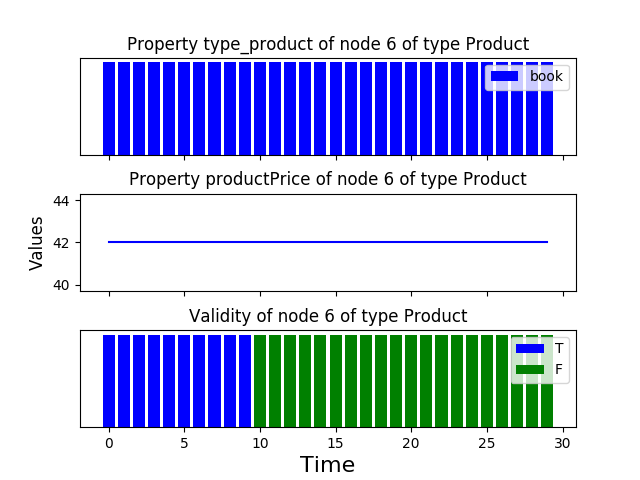 Property type_product of node 6 of type Product
book
Property productPrice of node 6 of type Product
Values
44
42
40
Validity of node 6 of type Product
T
F
0 5 10 15 20 25 30
Time